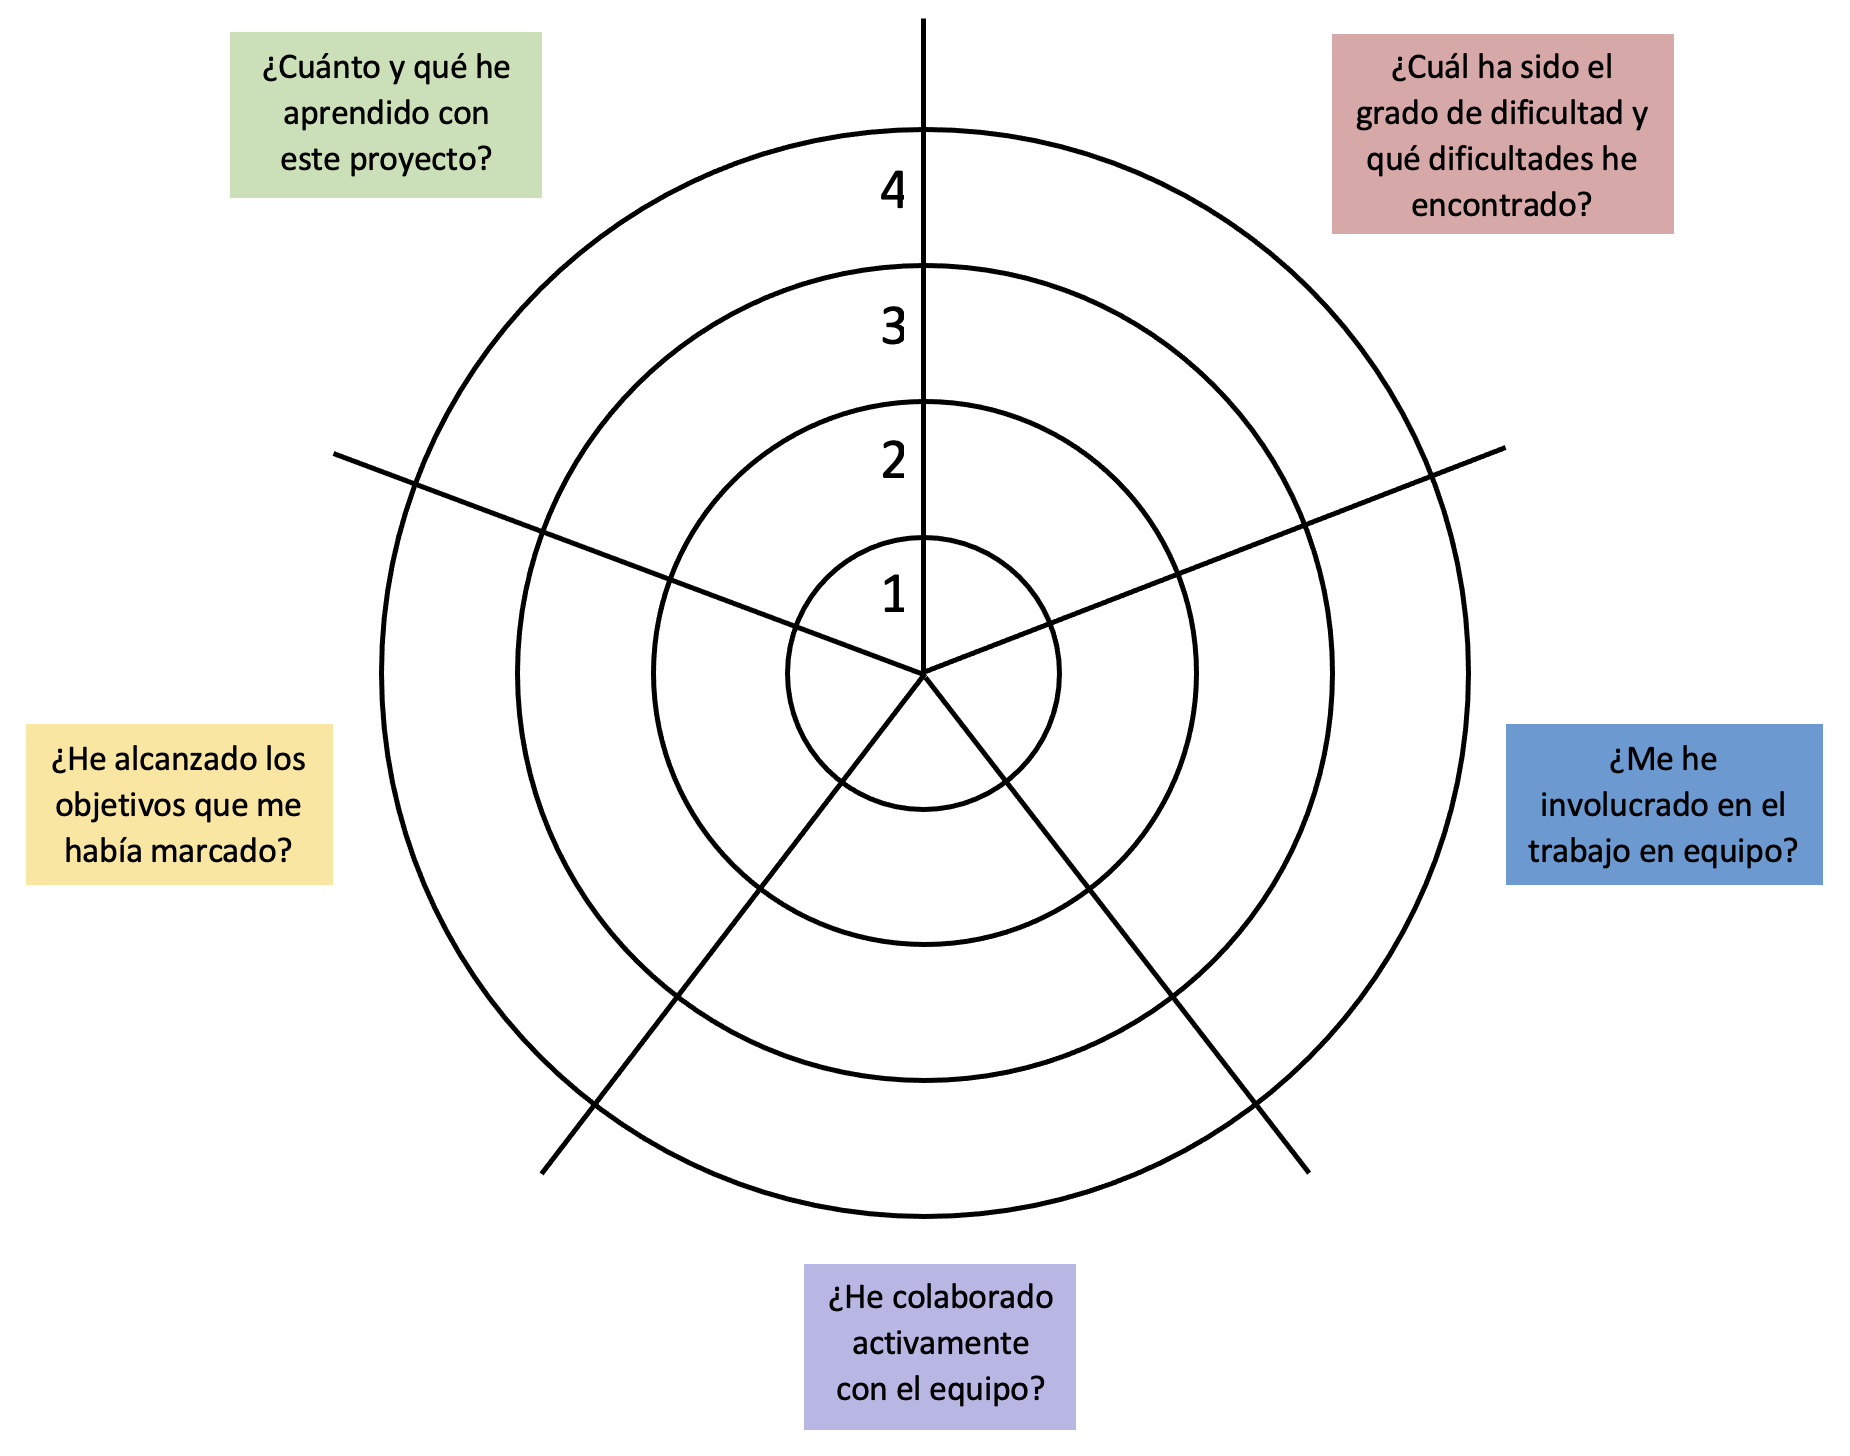 ¿Cuánto y qué he
aprendido con
este proyecto?
¿Cuál ha sido el
grado de dificultad y
qué dificultades he
encontrado?
4
3
2
1
¿He alcanzado los
objetivos que me
había marcado?
¿Me he
involucrado en el
trabajo en equipo?
¿He colaborado
activamente
con el equipo?